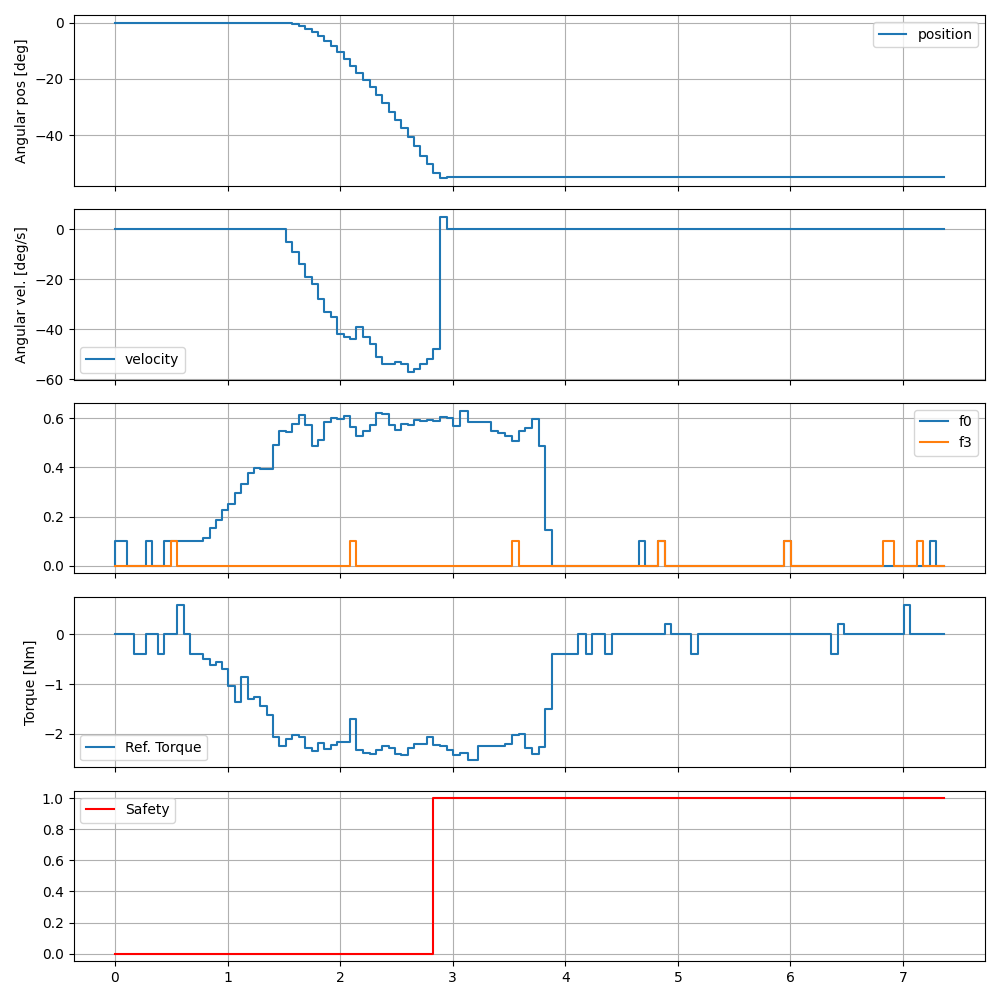 Angular pos [deg]
0
−20
−40
position
Angular vel. [deg/s]
0
−20
−40
−60
velocity
0.6
0.4
0.2
0.0
f0
f3
Torque [Nm]
0
−1
−2
Ref. Torque
1.0
0.8
0.6
0.4
0.2
0.0
Safety
0 1 2 3 4 5 6 7